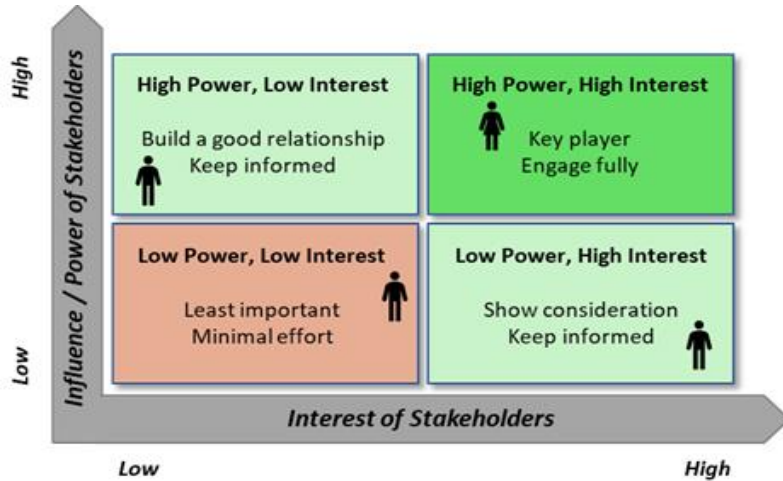 High
Influence / Power of Stakeholders
Low
High Power, Low Interest
Build a good relationship
Keep informed
High Power, High Interest
Key player
Engage fully
Low Power, Low Interest
Least important
Minimal effort
Low Power, High Interest
Show consideration
Keep informed
Interest of Stakeholders
Low
High